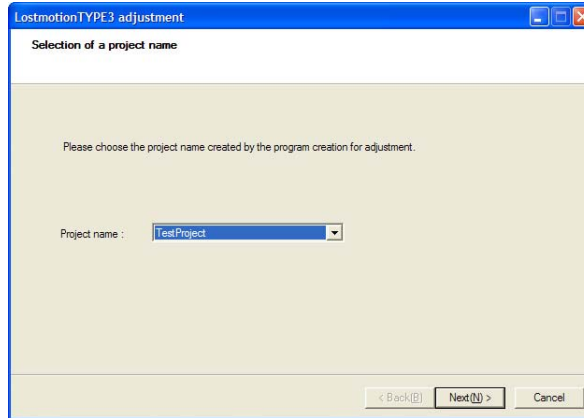 LostmotionTYPE3 adjustment
Selection of a project name
Please choose the project name created by the program creation for adjustment.
Project name : TestProject
< Back(B) Next(N) > Cancel